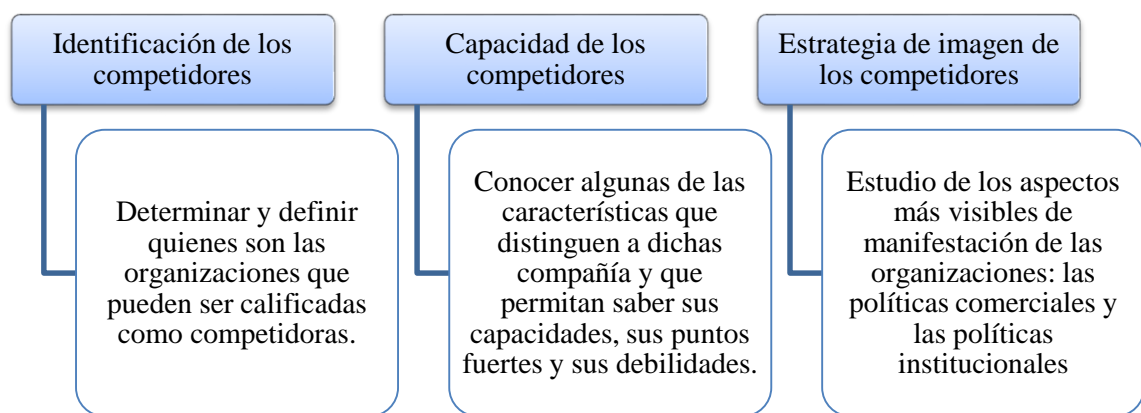 Identificación de los
competidores
Determinar y definir
quienes son las
organizaciones que
pueden ser calificadas
como competidoras.
Capacidad de los
competidores
Conocer algunas de las
características que
distinguen a dichas
compañía y que
permitan saber sus
capacidades, sus puntos
fuertes y sus debilidades.
Estrategia de imagen de
los competidores
Estudio de los aspectos
más visibles de
manifestación de las
organizaciones: las
políticas comerciales y
las políticas
institucionales